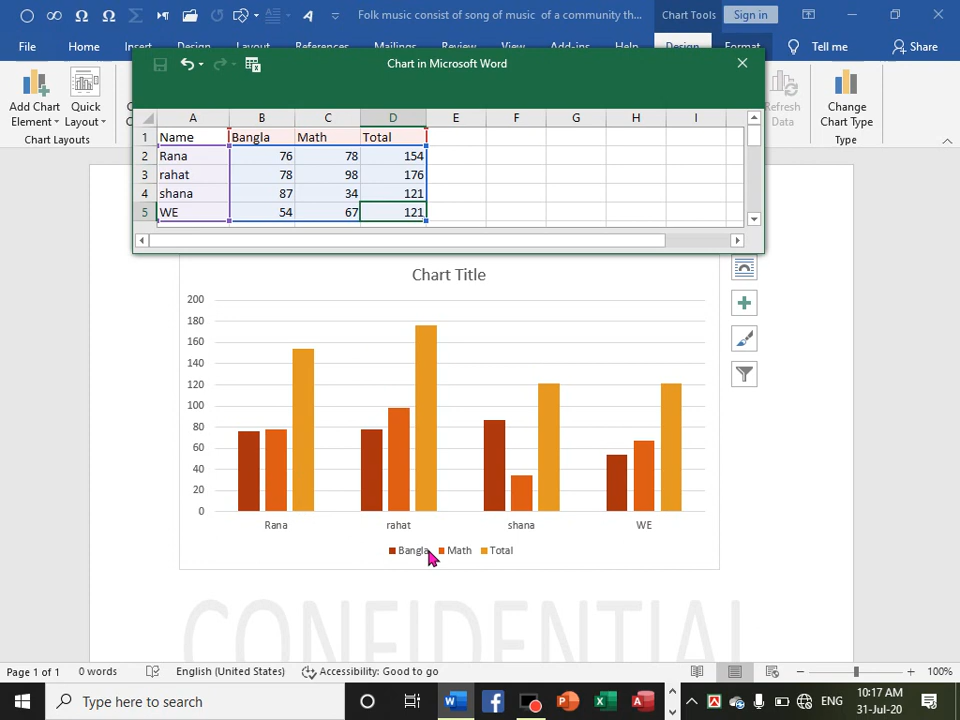 Folk music consist of song of music of a community th...
Chart Tools
Sign in
File
Home
Insert
Design
Layout
References
Mailings
Review
View
Add-ins
Help
Design
Format
Tell me
Share
Add Chart Element
Quick Layout
Chart Layouts
Refresh Data
Change Chart Type
Type
Chart in Microsoft Word
A B C D E F G H I
1 Name Bangla Math Total
2 Rana 76 78 154
3 rahat 78 98 176
4 shana 87 34 121
5 WE 54 67 121
Chart Title
200
180
160
140
120
100
80
60
40
20
0
Rana rahat shana WE
Bangla Math Total
CONFIDENTIAL
Page 1 of 1 0 words English (United States) Accessibility: Good to go 100%
Type here to search
ENG
10:17 AM
31-Jul-20